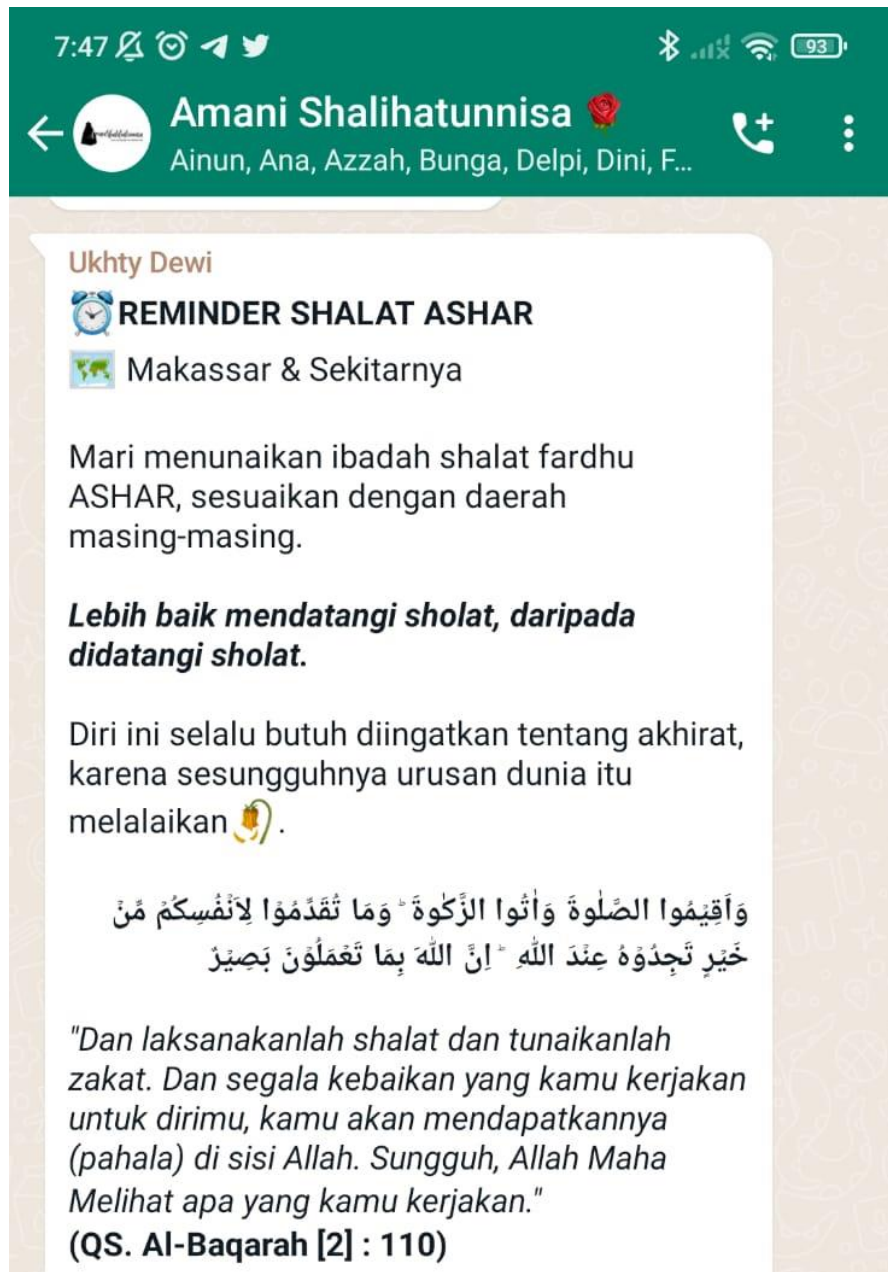 7:47
93
Amani Shalihatunnisa 🌹
Ainun, Ana, Azzah, Bunga, Delpi, Dini, F...
Ukhty Dewi
⏰REMINDER SHALAT ASHAR
🗺️ Makassar & Sekitarnya
Mari menunaikan ibadah shalat fardhu
ASHAR, sesuaikan dengan daerah
masing-masing.
Lebih baik mendatangi sholat, daripada
didatangi sholat.
Diri ini selalu butuh diingatkan tentang akhirat,
karena sesungguhnya urusan dunia itu
melalaikan🥀.
وَاَقِيْمُوا الصَّلٰوةَ وَاٰتُوا الزَّكٰوةَ ۗ وَمَا تُقَدِّمُوْا لِاَنْفُسِكُمْ مِّنْ
خَيْرٍ تَجِدُوْهُ عِنْدَ اللّٰهِ ۗ اِنَّ اللّٰهَ بِمَا تَعْمَلُوْنَ بَصِيْرٌ
"Dan laksanakanlah shalat dan tunaikanlah
zakat. Dan segala kebaikan yang kamu kerjakan
untuk dirimu, kamu akan mendapatkannya
(pahala) di sisi Allah. Sungguh, Allah Maha
Melihat apa yang kamu kerjakan."
(QS. Al-Baqarah [2] : 110)